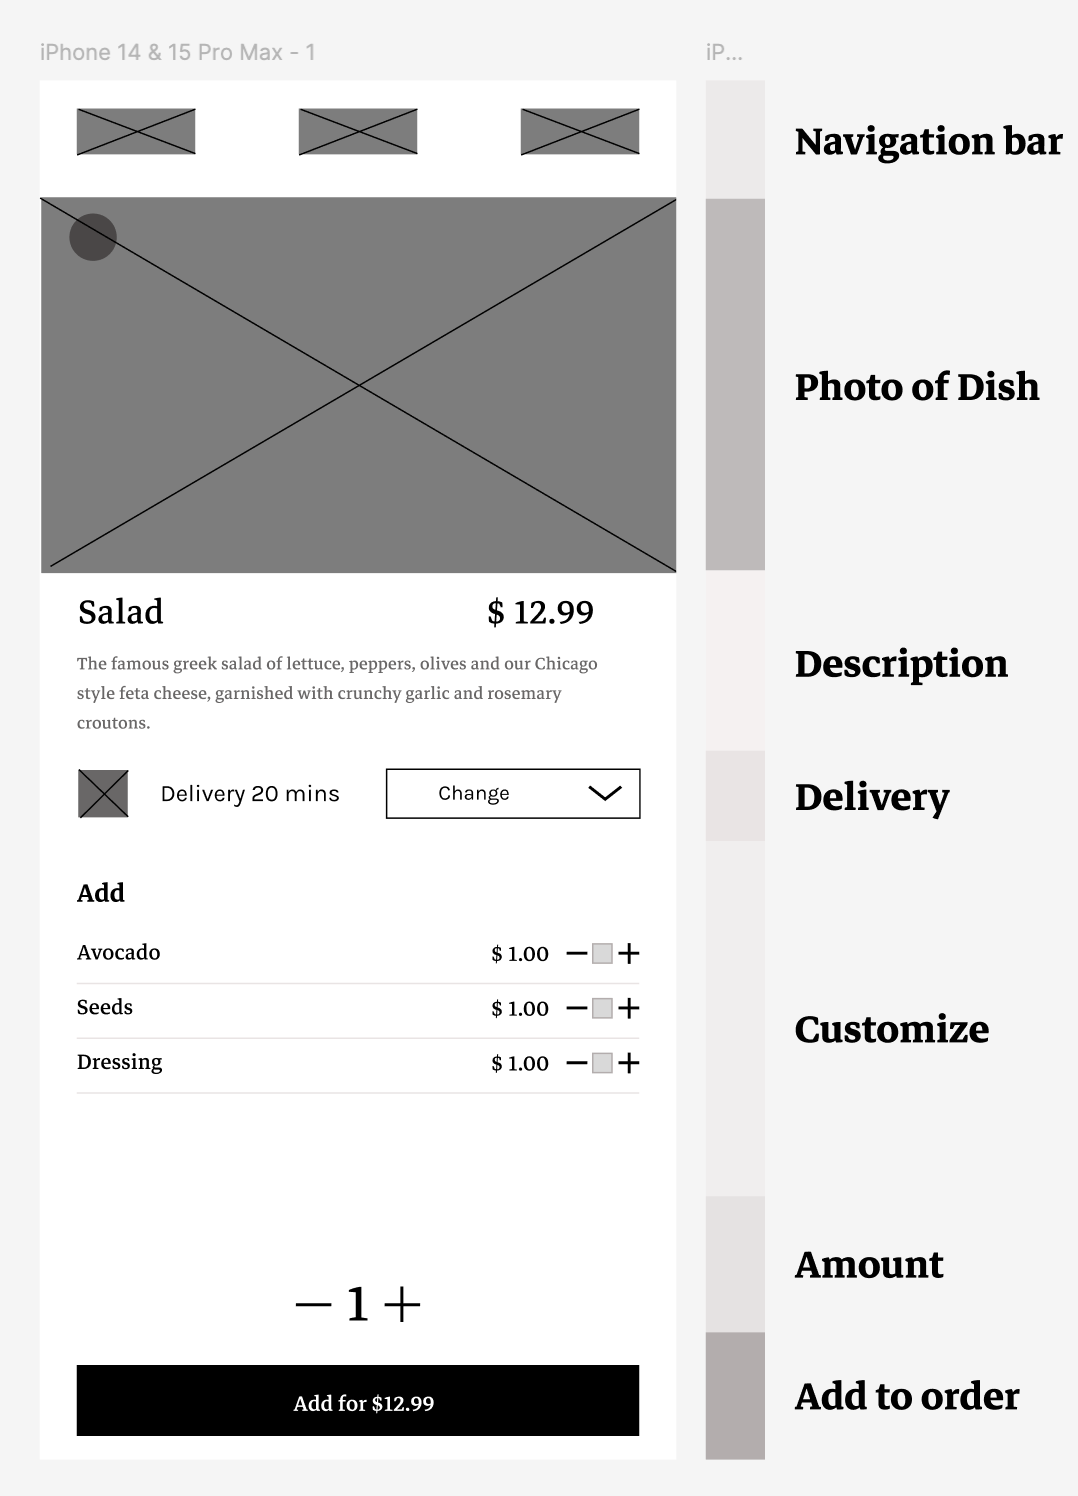 iPhone 14 & 15 Pro Max - 1
iP...
Navigation bar
Photo of Dish
Salad
$ 12.99
The famous greek salad of lettuce, peppers, olives and our Chicago
style feta cheese, garnished with crunchy garlic and rosemary
croutons.
Description
Delivery 20 mins
Change
Delivery
Add
Avocado
$ 1.00
Seeds
$ 1.00
Dressing
$ 1.00
Customize
1
Amount
Add for $12.99
Add to order